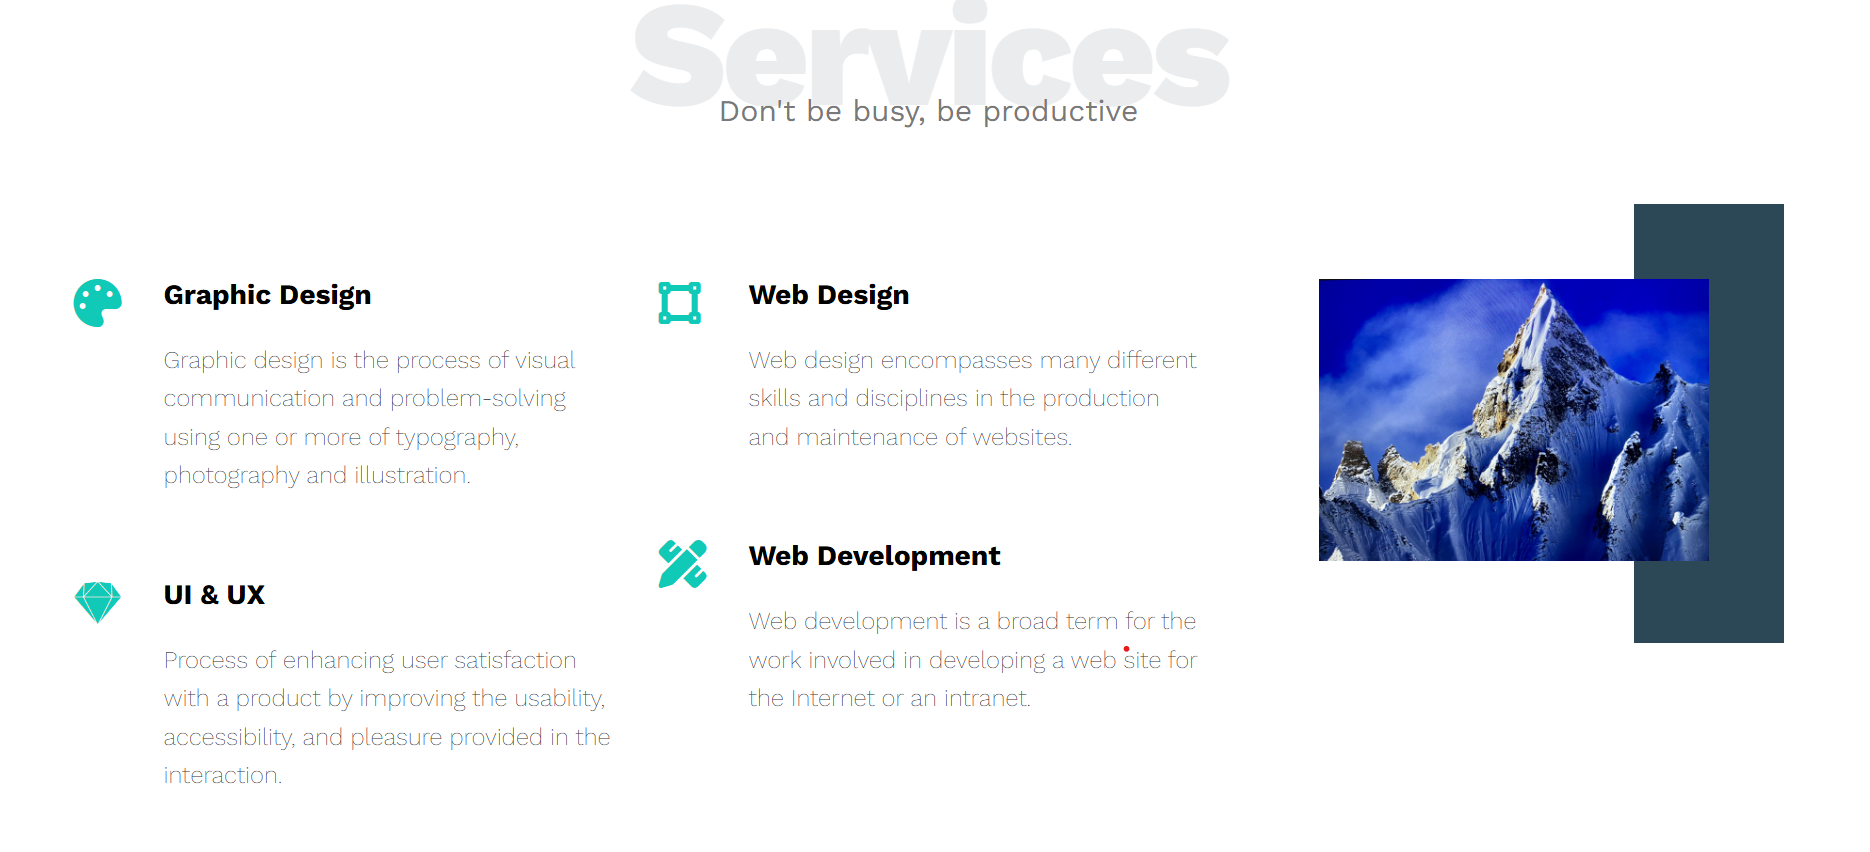 Services
Don't be busy, be productive
Graphic Design
Graphic design is the process of visual
communication and problem-solving
using one or more of typography,
photography and illustration.
UI & UX
Process of enhancing user satisfaction
with a product by improving the usability,
accessibility, and pleasure provided in the
interaction.
Web Design
Web design encompasses many different
skills and disciplines in the production
and maintenance of websites.
Web Development
Web development is a broad term for the
work involved in developing a web site for
the Internet or an intranet.